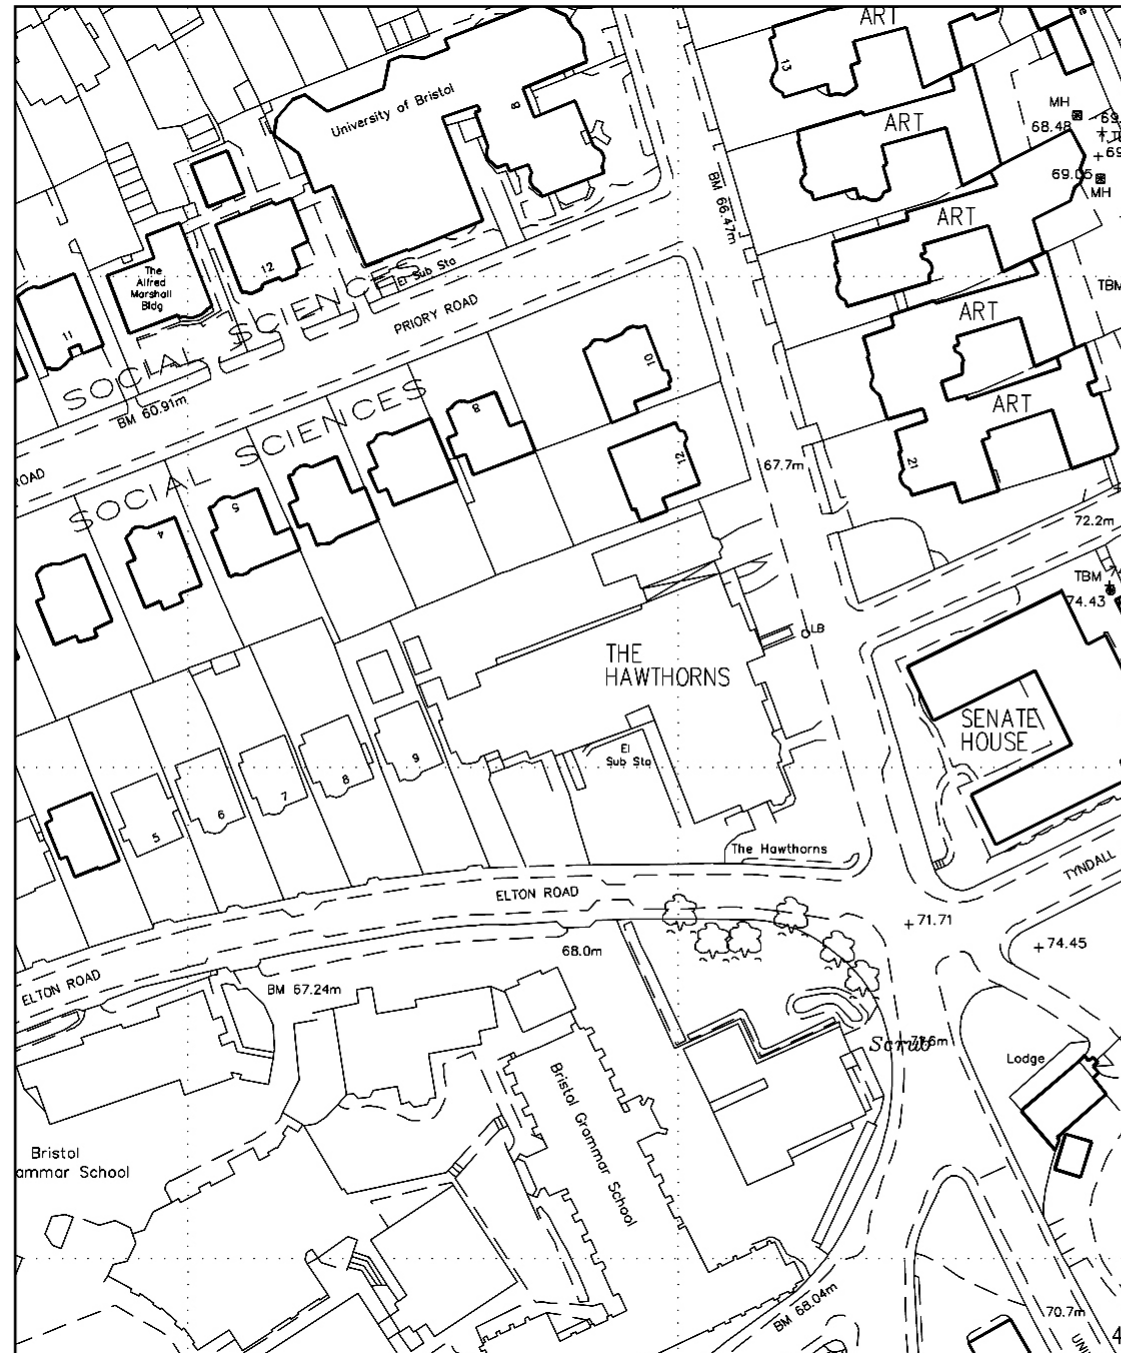 ART
13
University of Bristol
8
MH
68.48
ART
69.05
MH
BM 66.47m
ART
The
Alfred
Marshall
Bldg
12
El Sub Sta
11
SOCIAL SCIENCES
PRIORY ROAD
TBM
ART
BM 60.91m
10
8
ART
SOCIAL SCIENCES
ROAD
12
67.7m
21
5
4
72.2m
TBM 74
74.43
LB
THE
HAWTHORNS
SENATE
HOUSE
El
Sub Sta
9
8
7
6
5
The Hawthorns
TYNDALL
ELTON ROAD
71.71
74.45
68.0m
ELTON ROAD
BM 67.24m
Scrub
Lodge
Bristol Grammar School
Bristol
ammar School
BM 68.04m
70.7m
UNI
4